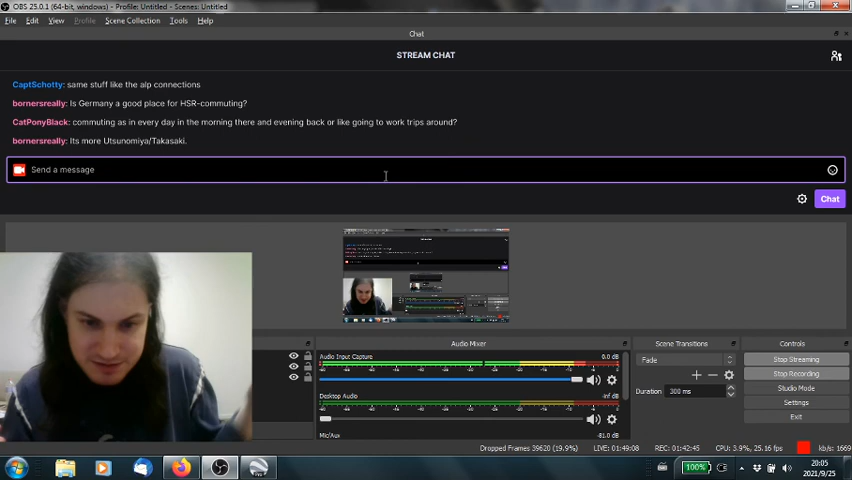 OBS 25.0.1 (64-bit, windows) - Profile: Untitled - Scenes: Untitled
File Edit View Profile Scene Collection Tools Help
Chat
STREAM CHAT
CaptSchotty: same stuff like the alp connections
bornersreally: Is Germany a good place for HSR-commuting?
CatPonyBlack: commuting as in every day in the morning there and evening back or like going to work trips around?
bornersreally: Its more Utsunomiya/Takasaki.
Send a message
Chat
Audio Mixer
Scene Transitions
Controls
Audio Input Capture 0.0 dB
Fade
Stop Streaming
Stop Recording
Desktop Audio -inf dB
Duration 300 ms
Studio Mode
Settings
Exit
Mic/Aux -81.0 dB
Dropped Frames 39620 (19.9%) LIVE: 01:49:08 REC: 01:42:45 CPU: 3.9%, 25.16 fps kb/s: 1669
100%
20:05
2021/9/25